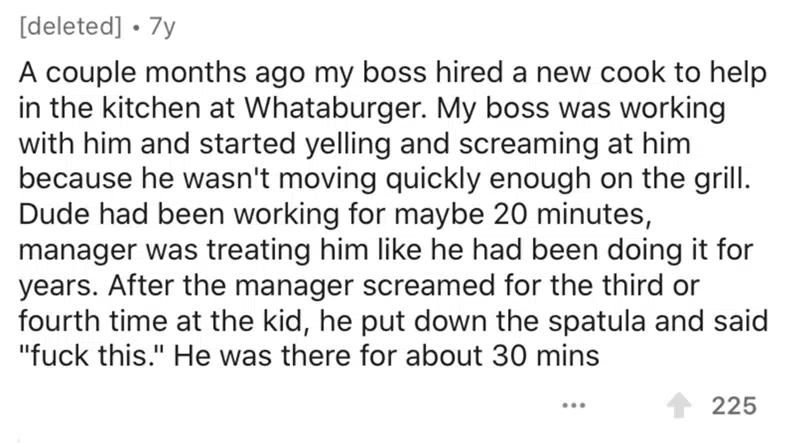 [deleted] • 7y
A couple months ago my boss hired a new cook to help
in the kitchen at Whataburger. My boss was working
with him and started yelling and screaming at him
because he wasn't moving quickly enough on the grill.
Dude had been working for maybe 20 minutes,
manager was treating him like he had been doing it for
years. After the manager screamed for the third or
fourth time at the kid, he put down the spatula and said
"fuck this." He was there for about 30 mins
... 225